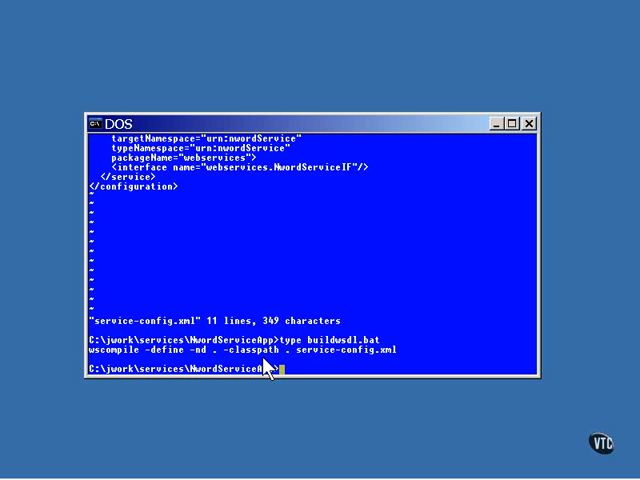 DOS
targetNamespace="urn:nwordService"
typeNamespace="urn:nwordService"
packageName="webservices">
<interface name="webservices.NwordServiceIF"/>
</service>
</configuration>
~
~
~
~
~
~
~
~
~
~
~
~
~
"service-config.xml" 11 lines, 349 characters
C:\jwork\services\NwordServiceApp>type buildwsdl.bat
wscompile -define -nd . -classpath . service-config.xml
C:\jwork\services\NwordServiceApp>
VTC